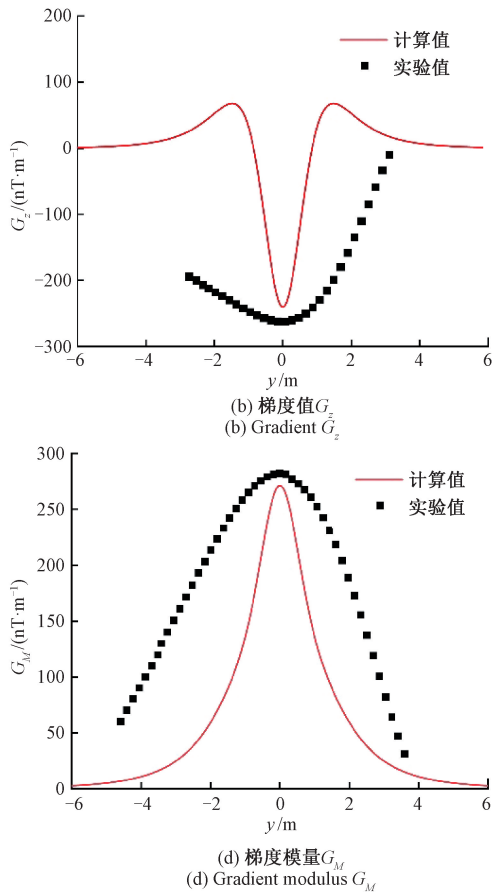 200
计算值
实验值
100
0
−100
−200
−300
G_z/(nT·m⁻¹)
−6 −4 −2 0 2 4 6
y/m
(b) 梯度值G_z
(b) Gradient G_z
300
计算值
实验值
250
200
150
100
50
0
G_M/(nT·m⁻¹)
−6 −4 −2 0 2 4 6
y/m
(d) 梯度模量G_M
(d) Gradient modulus G_M